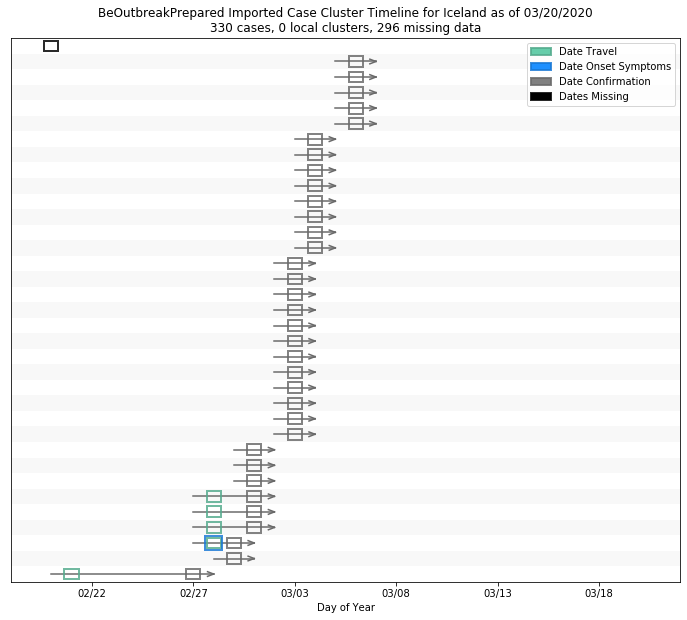 BeOutbreakPrepared Imported Case Cluster Timeline for Iceland as of 03/20/2020
330 cases, 0 local clusters, 296 missing data
Date Travel
Date Onset Symptoms
Date Confirmation
Dates Missing
02/22 02/27 03/03 03/08 03/13 03/18
Day of Year